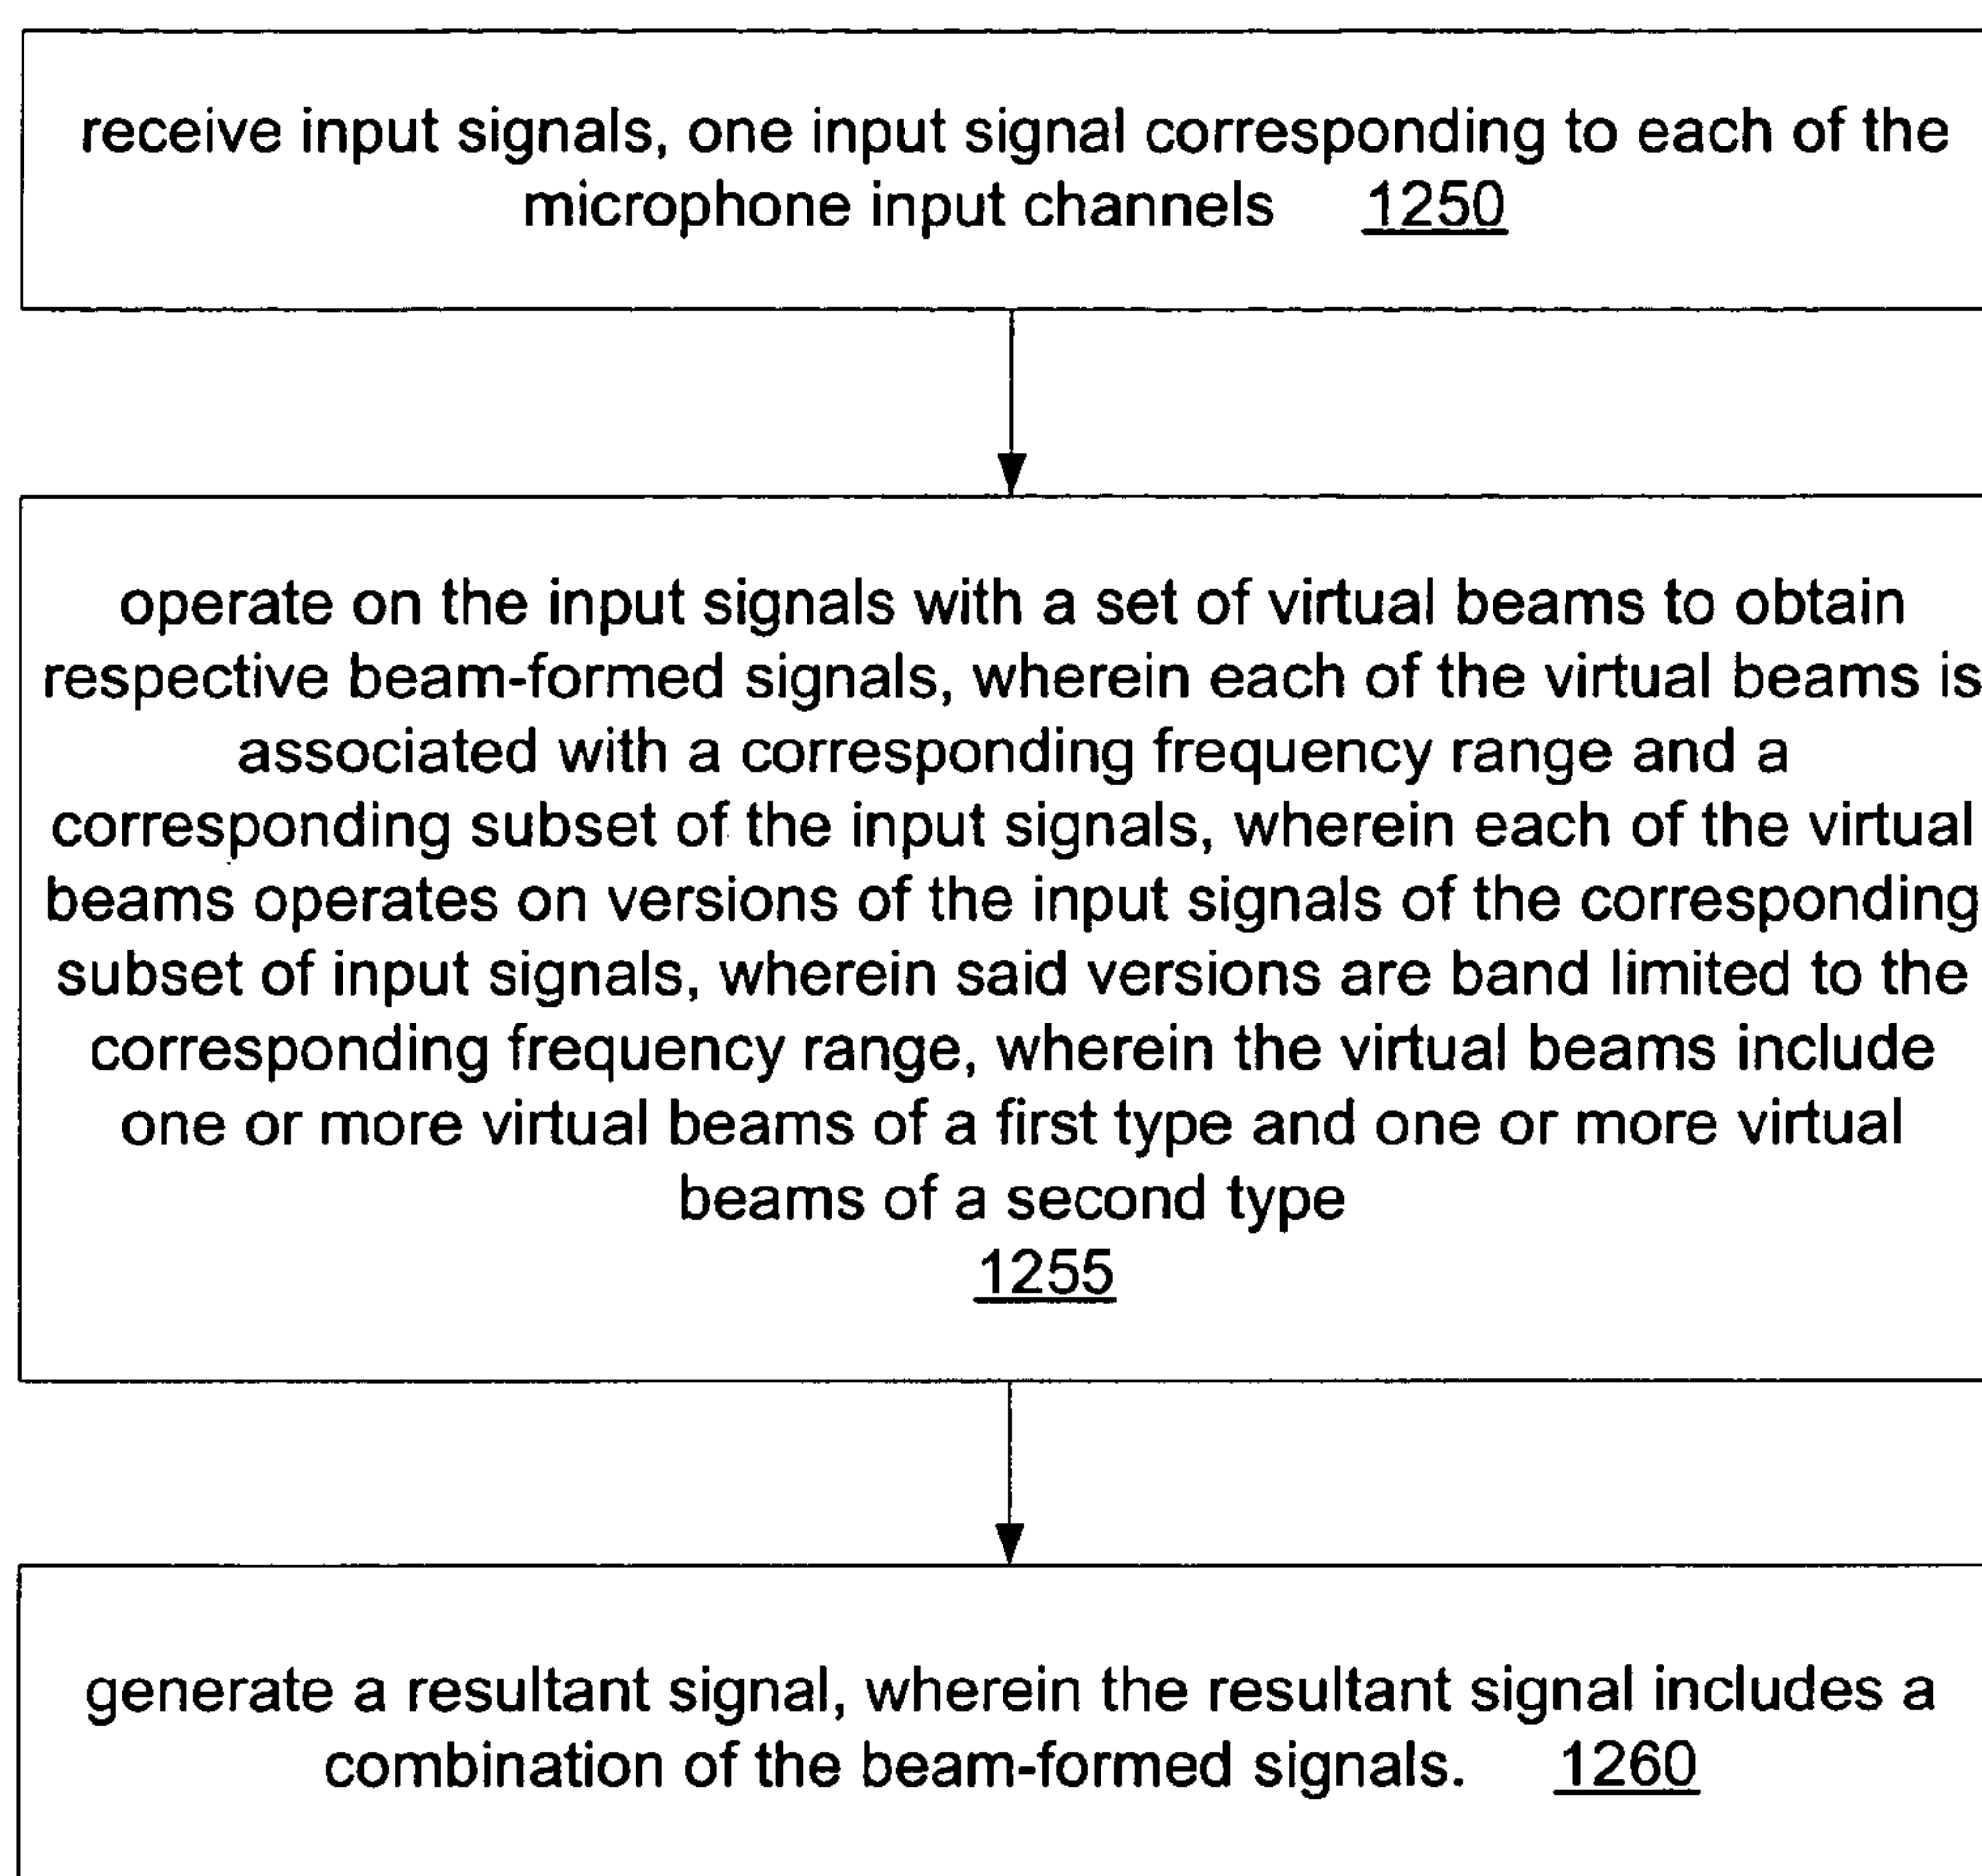 receive input signals, one input signal corresponding to each of the
microphone input channels 1250
operate on the input signals with a set of virtual beams to obtain
respective beam-formed signals, wherein each of the virtual beams is
associated with a corresponding frequency range and a
corresponding subset of the input signals, wherein each of the virtual
beams operates on versions of the input signals of the corresponding
subset of input signals, wherein said versions are band limited to the
corresponding frequency range, wherein the virtual beams include
one or more virtual beams of a first type and one or more virtual
beams of a second type
1255
generate a resultant signal, wherein the resultant signal includes a
combination of the beam-formed signals. 1260